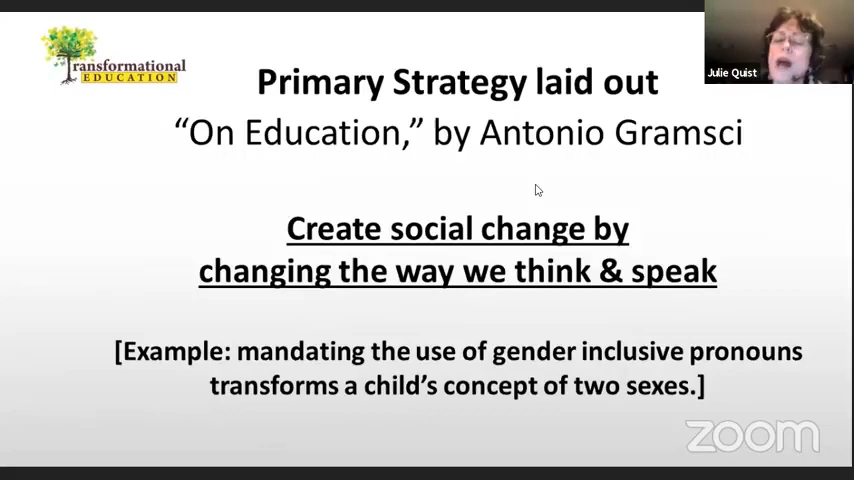 Transformational
EDUCATION
Julie Quist
Primary Strategy laid out
“On Education,” by Antonio Gramsci
Create social change by
changing the way we think & speak
[Example: mandating the use of gender inclusive pronouns
transforms a child’s concept of two sexes.]
zoom